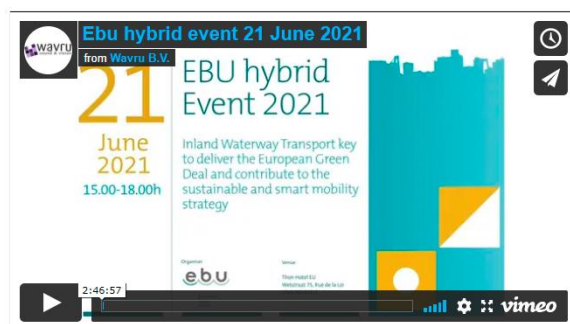 Ebu hybrid event 21 June 2021
wavru
from Wavru B.V.
21
June
2021
15.00-18.00h
EBU hybrid
Event 2021
Inland Waterway Transport key
to deliver the European Green
Deal and contribute to the
sustainable and smart mobility
strategy
Organiser
ebu
Venue
Thon Hotel EU
Wetstraat 75, Rue de la Loi
2:46:57
vimeo